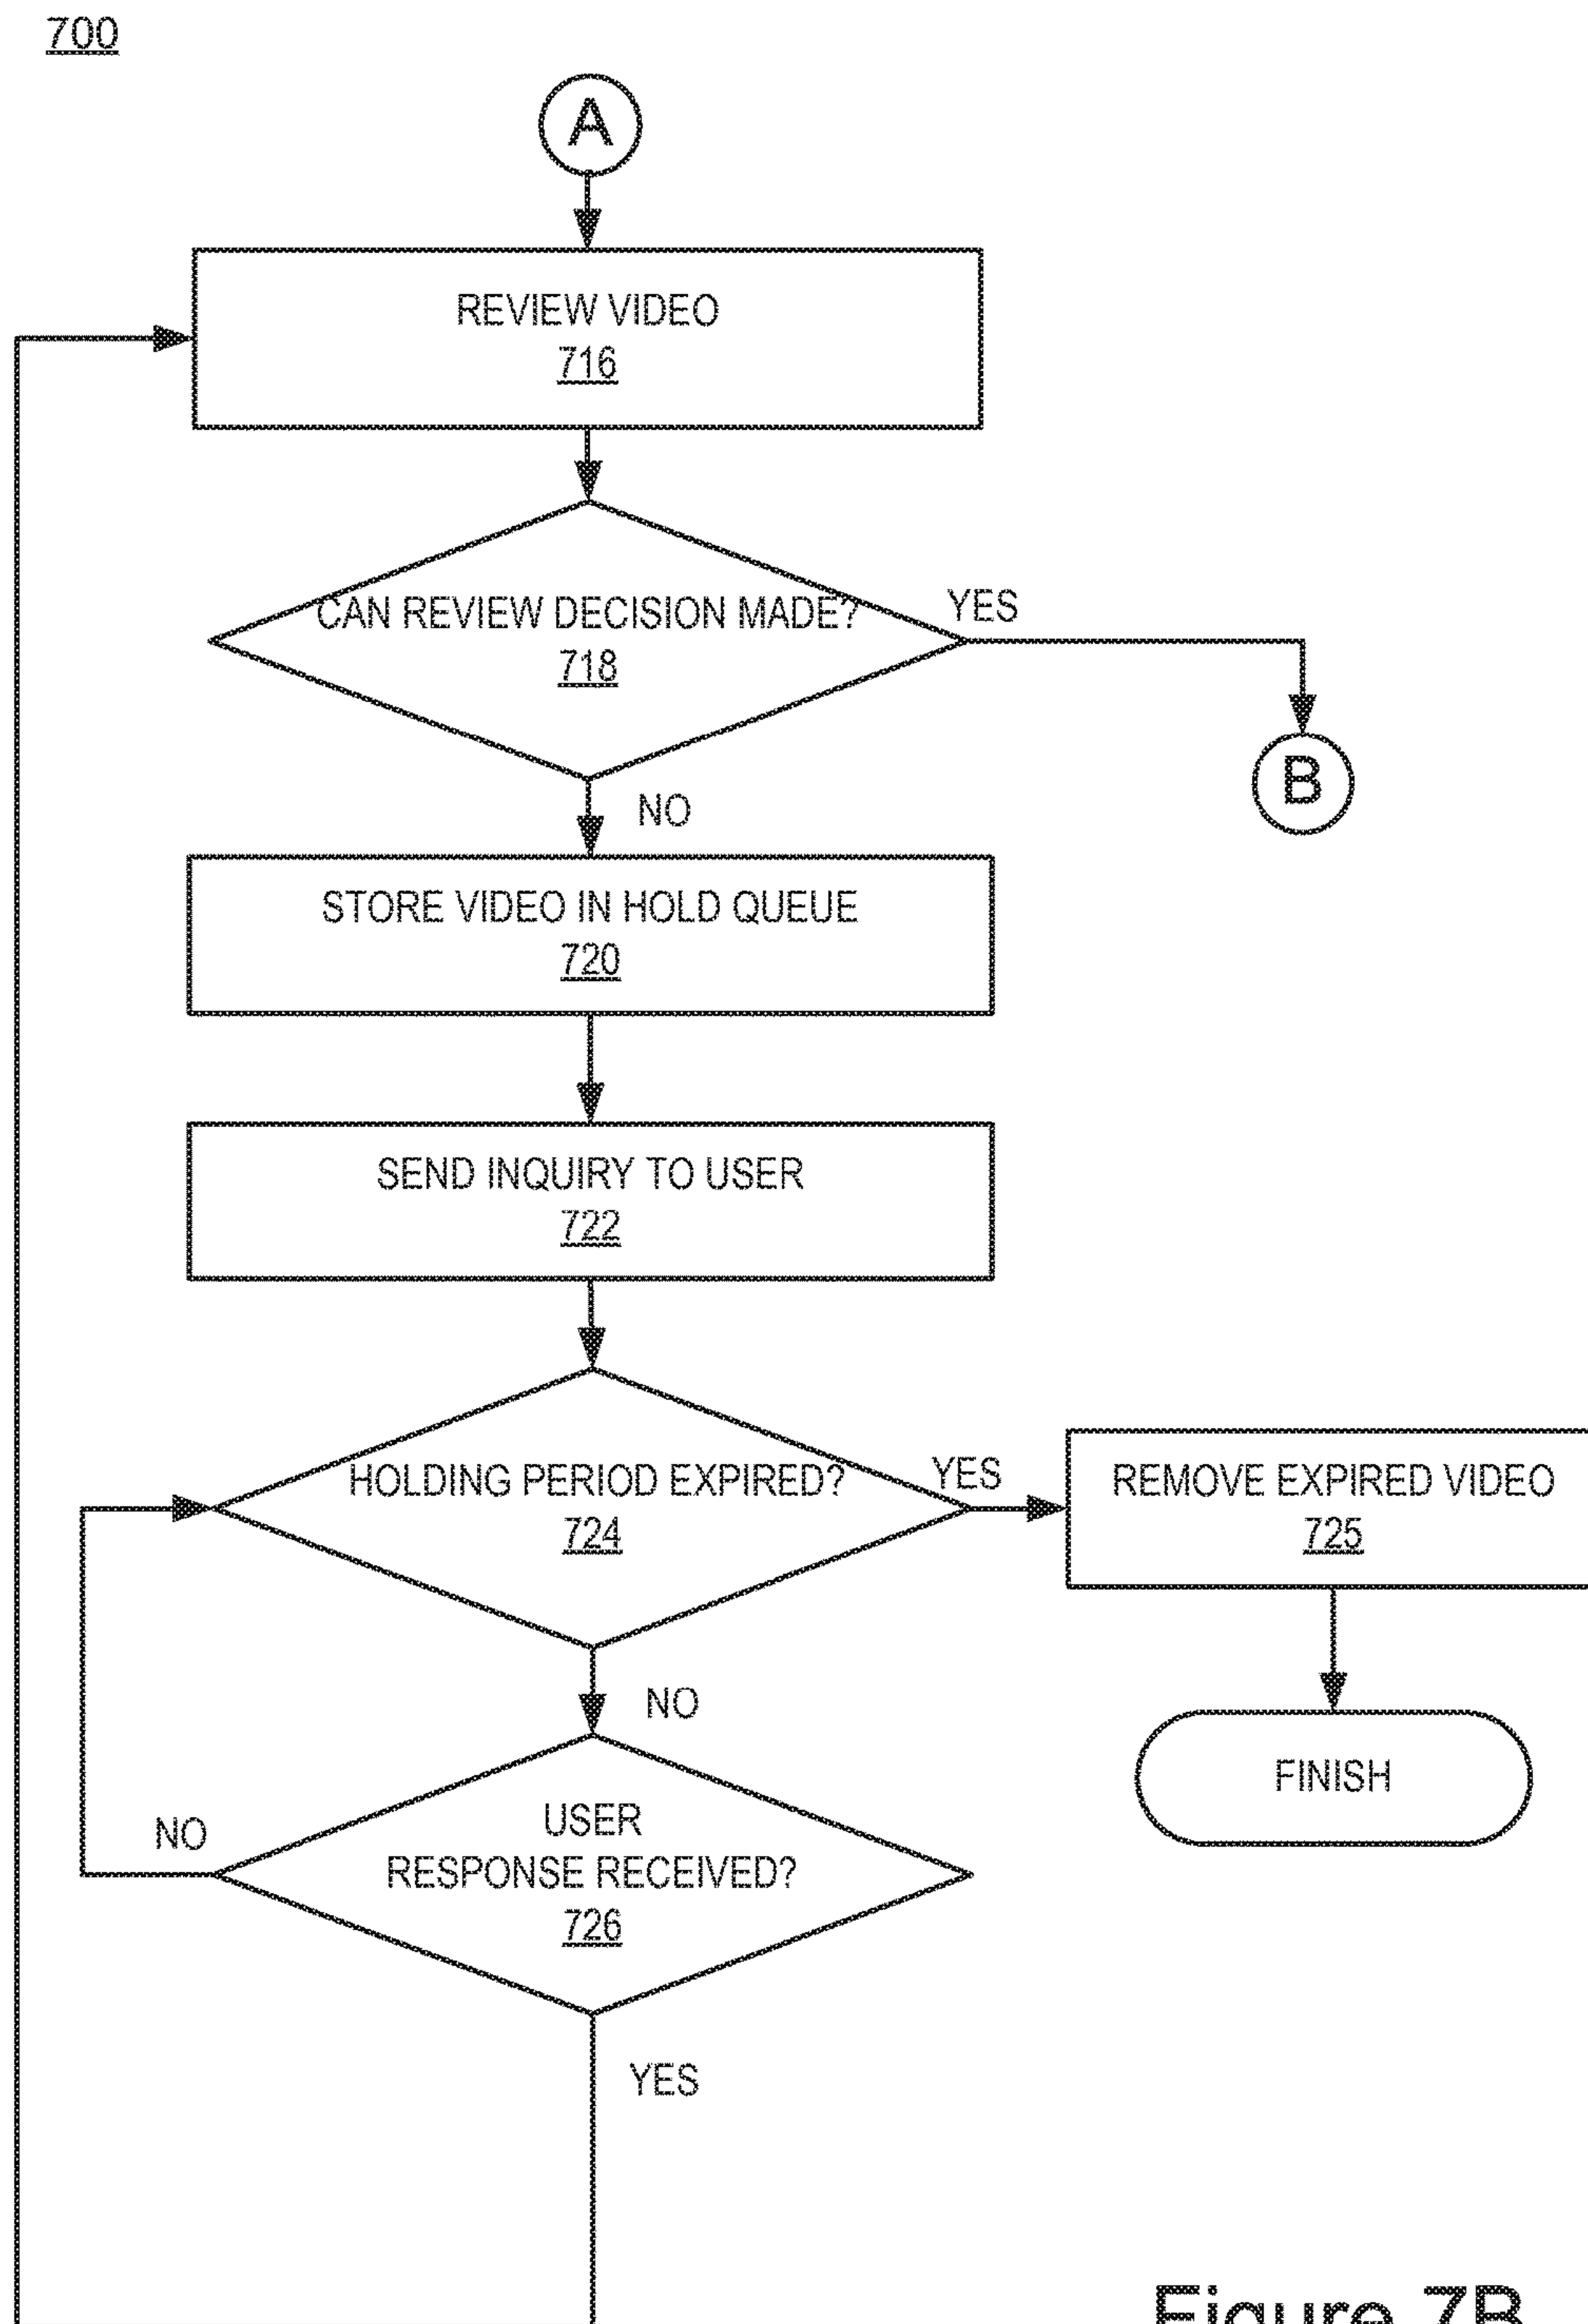 700
A
REVIEW VIDEO
716
CAN REVIEW DECISION MADE?
718
YES
B
NO
STORE VIDEO IN HOLD QUEUE
720
SEND INQUIRY TO USER
722
HOLDING PERIOD EXPIRED?
724
YES
REMOVE EXPIRED VIDEO
725
NO
FINISH
USER
RESPONSE RECEIVED?
726
NO
YES
Figure 7B